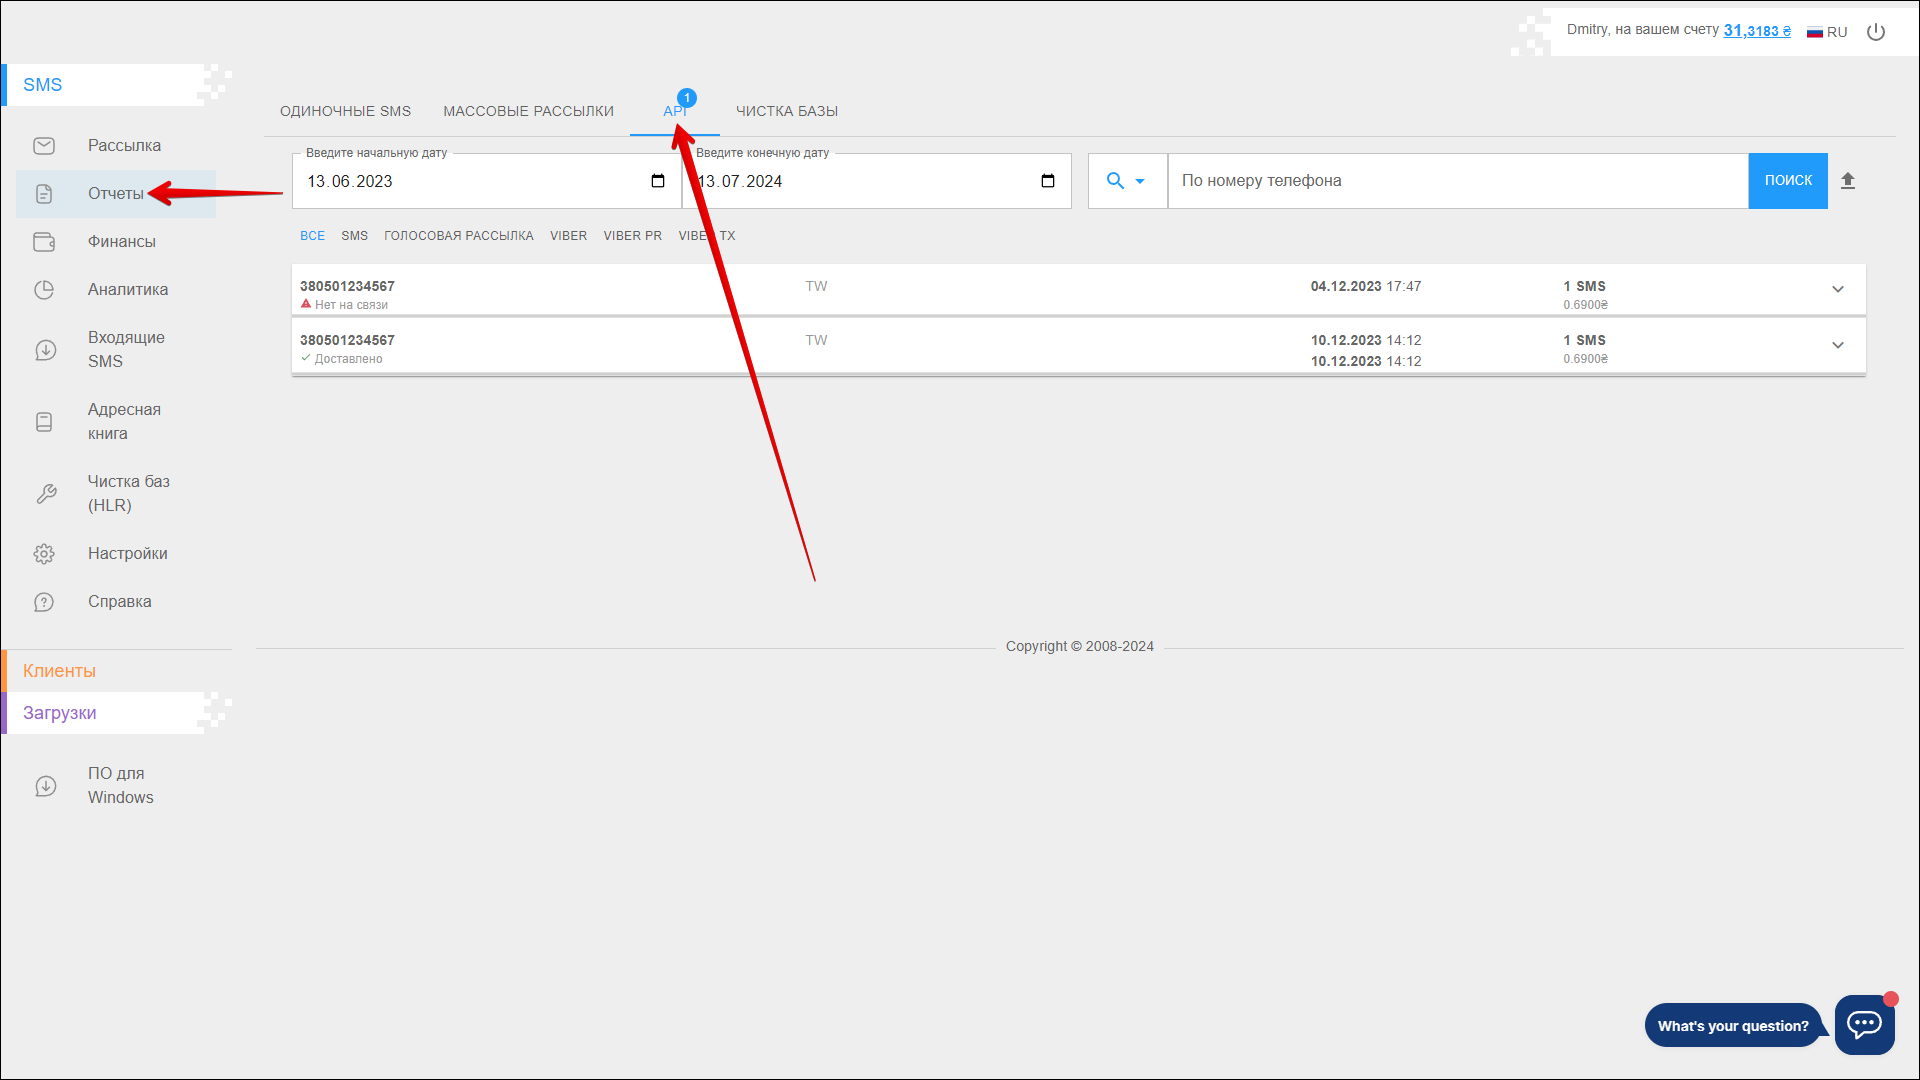 Dmitry, на вашем счету 31,3183 ₴ RU
SMS
ОДИНОЧНЫЕ SMS МАССОВЫЕ РАССЫЛКИ API 1 ЧИСТКА БАЗЫ
Рассылка
Отчеты
Финансы
Аналитика
Входящие
SMS
Адресная
книга
Чистка баз
(HLR)
Настройки
Справка
Клиенты
Загрузки
ПО для
Windows
Введите начальную дату Введите конечную дату
13.06.2023 13.07.2024 По номеру телефона ПОИСК
ВСЕ SMS ГОЛОСОВАЯ РАССЫЛКА VIBER VIBER PR VIBER TX
380501234567 TW 04.12.2023 17:47 1 SMS
Нет на связи 0.6900₴
380501234567 TW 10.12.2023 14:12 1 SMS
Доставлено 10.12.2023 14:12 0.6900₴
Copyright © 2008-2024
What's your question?